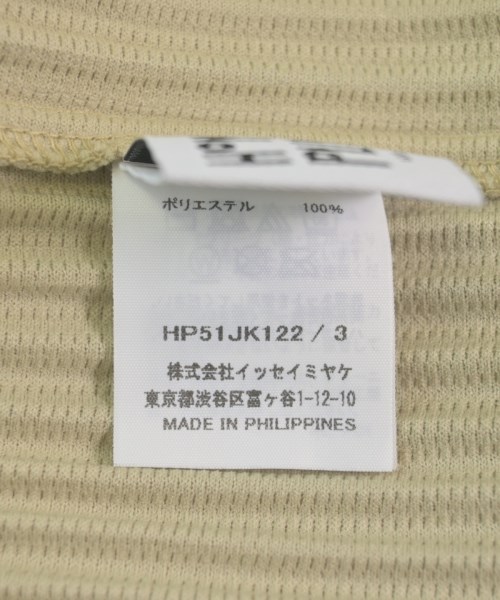 ポリエステル 100%
HP51JK122 / 3
株式会社イッセイミヤケ
東京都渋谷区富ヶ谷1-12-10
MADE IN PHILIPPINES